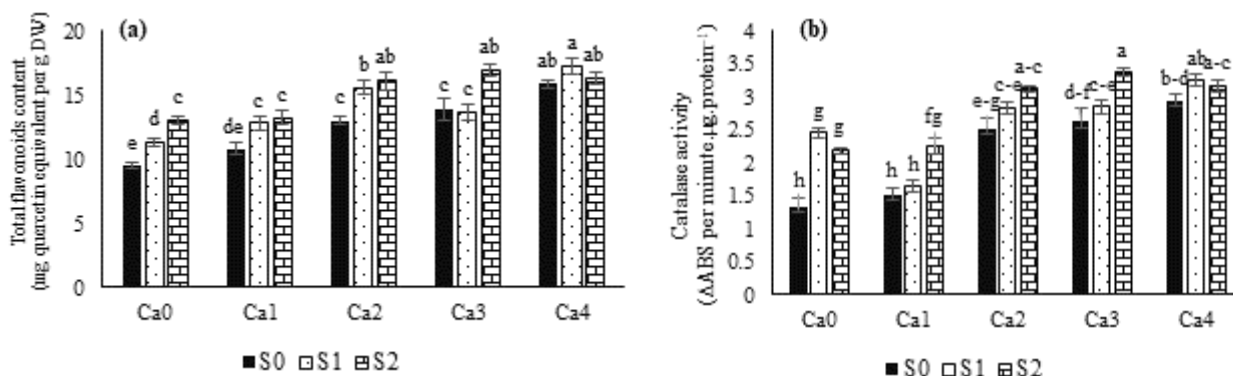 (a)
Total flavonoids content
(mg quercetin equivalent per g DW)
20
15
10
5
0
e d c
de c c
c b ab
c c ab
ab a ab
Ca0 Ca1 Ca2 Ca3 Ca4
S0 S1 S2
(b)
Catalase activity
(ΔABS per minute.µg.protein⁻¹)
4
3.5
3
2.5
2
1.5
1
0.5
0
h g g
h h fg
e-g c-e a-c
d-f c-e a
b-d ab a-c
Ca0 Ca1 Ca2 Ca3 Ca4
S0 S1 S2